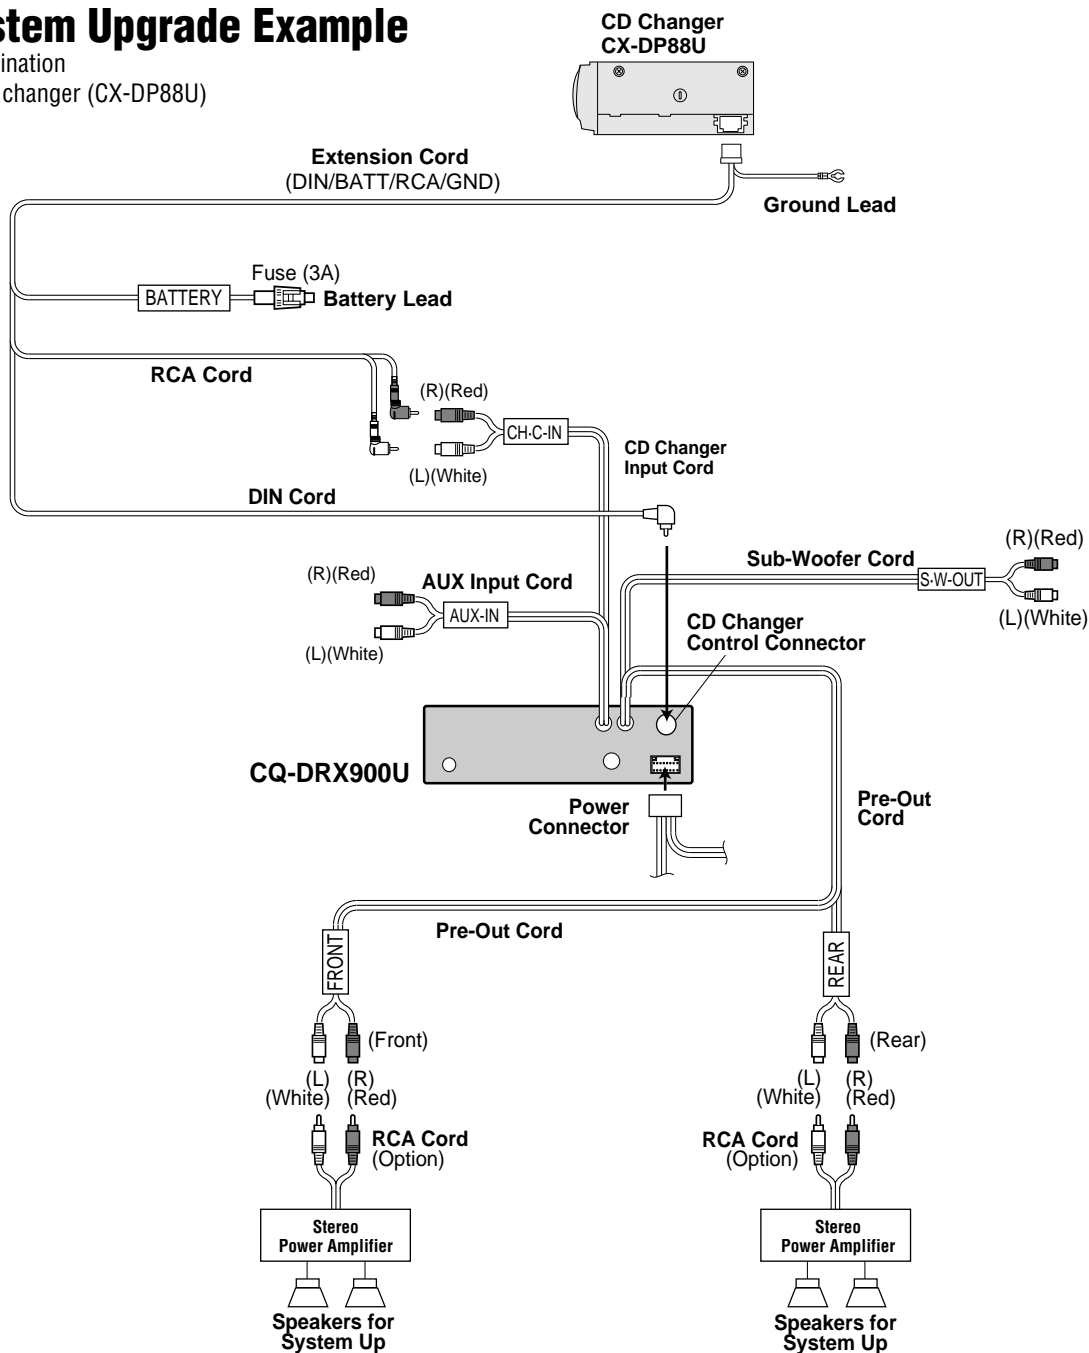 stem Upgrade Example
ination
changer (CX-DP88U)
CD Changer
CX-DP88U
Extension Cord
(DIN/BATT/RCA/GND)
Ground Lead
Fuse (3A)
BATTERY
Battery Lead
RCA Cord
(R)(Red)
CH·C-IN
(L)(White)
CD Changer
Input Cord
DIN Cord
(R)(Red)
AUX Input Cord
AUX-IN
(L)(White)
Sub-Woofer Cord
S·W-OUT
(R)(Red)
(L)(White)
CD Changer
Control Connector
CQ-DRX900U
Power
Connector
Pre-Out
Cord
Pre-Out Cord
FRONT
REAR
(Front)
(L)
(White)
(R)
(Red)
RCA Cord
(Option)
Stereo
Power Amplifier
Speakers for
System Up
(Rear)
(L)
(White)
(R)
(Red)
RCA Cord
(Option)
Stereo
Power Amplifier
Speakers for
System Up